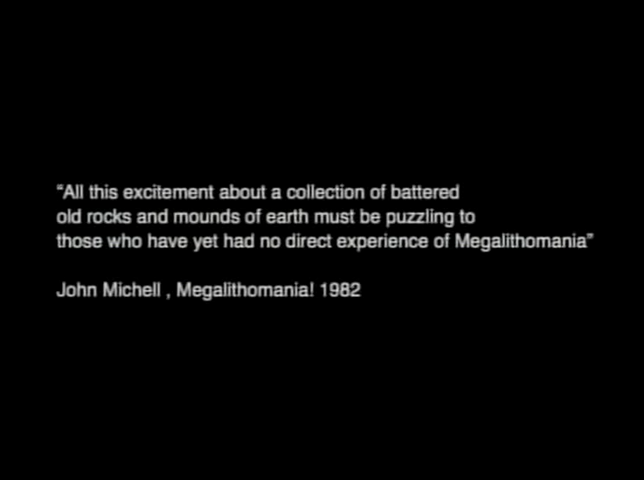 “All this excitement about a collection of battered
old rocks and mounds of earth must be puzzling to
those who have yet had no direct experience of Megalithomania”
John Michell , Megalithomania! 1982